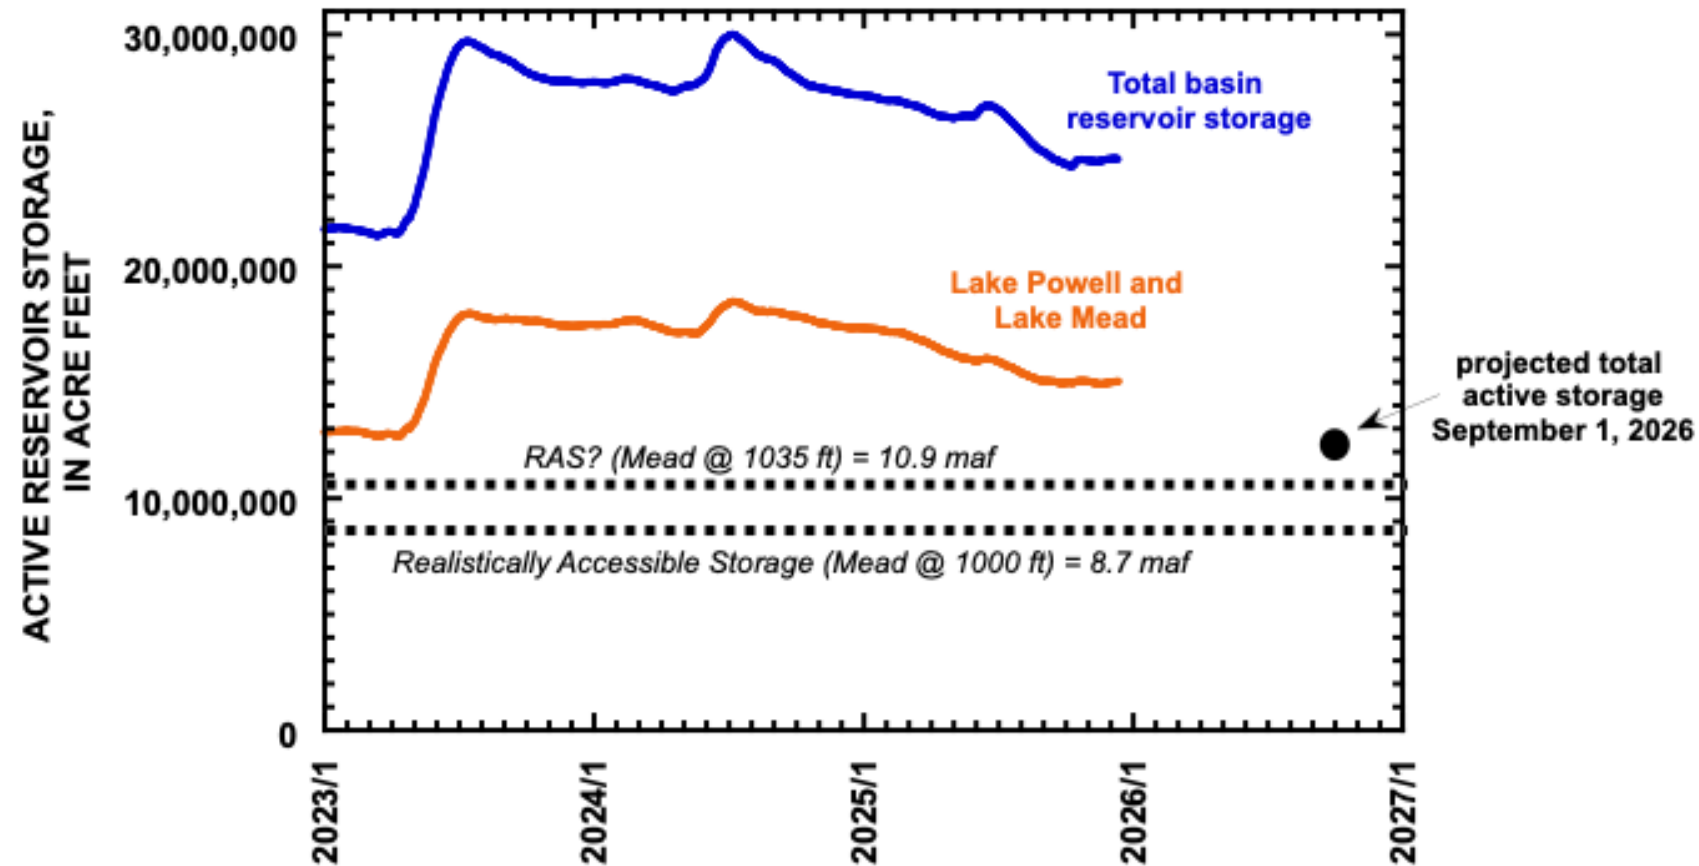 ACTIVE RESERVOIR STORAGE,
IN ACRE FEET
30,000,000
20,000,000
10,000,000
0
Total basin
reservoir storage
Lake Powell and
Lake Mead
projected total
active storage
September 1, 2026
RAS? (Mead @ 1035 ft) = 10.9 maf
Realistically Accessible Storage (Mead @ 1000 ft) = 8.7 maf
2023/1
2024/1
2025/1
2026/1
2027/1